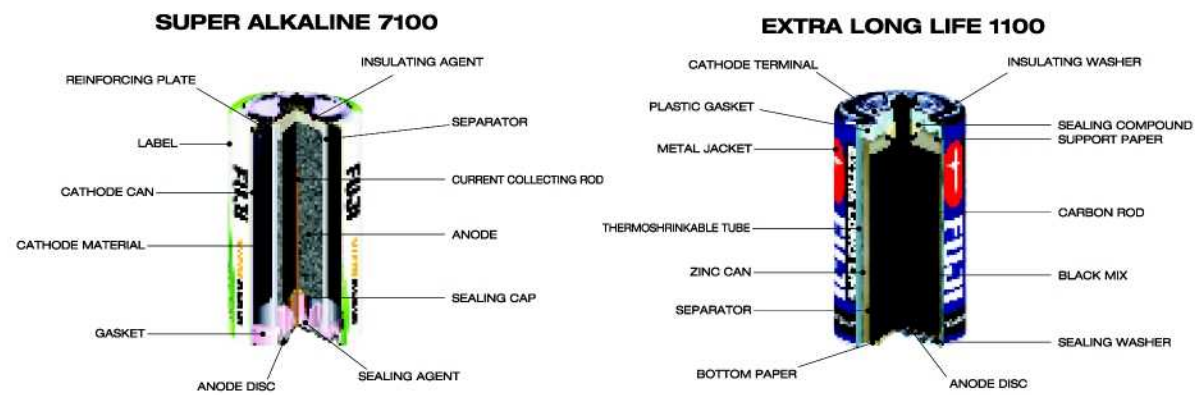 SUPER ALKALINE 7100
INSULATING AGENT
REINFORCING PLATE
SEPARATOR
LABEL
CURRENT COLLECTING ROD
CATHODE CAN
ANODE
CATHODE MATERIAL
SEALING CAP
GASKET
SEALING AGENT
ANODE DISC
EXTRA LONG LIFE 1100
CATHODE TERMINAL
INSULATING WASHER
PLASTIC GASKET
SEALING COMPOUND
SUPPORT PAPER
METAL JACKET
CARBON ROD
THERMOSHRINKABLE TUBE
ZINC CAN
BLACK MIX
SEPARATOR
SEALING WASHER
BOTTOM PAPER
ANODE DISC